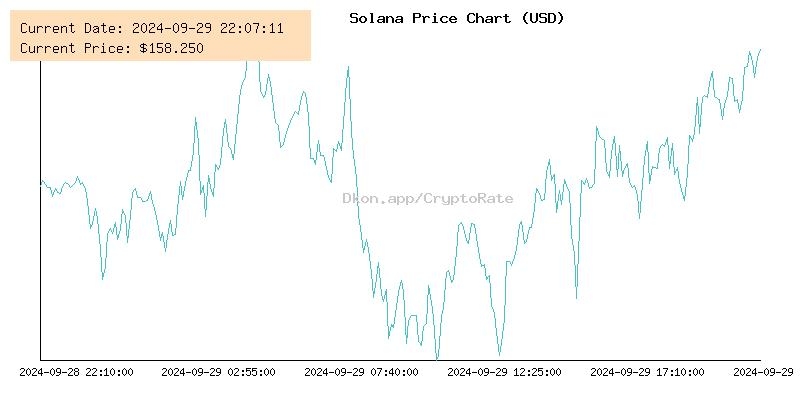 Solana Price Chart (USD)
Current Date: 2024-09-29 22:07:11
Current Price: $158.250
Dkon.app/CryptoRate
2024-09-28 22:10:00 2024-09-29 02:55:00 2024-09-29 07:40:00 2024-09-29 12:25:00 2024-09-29 17:10:00 2024-09-29